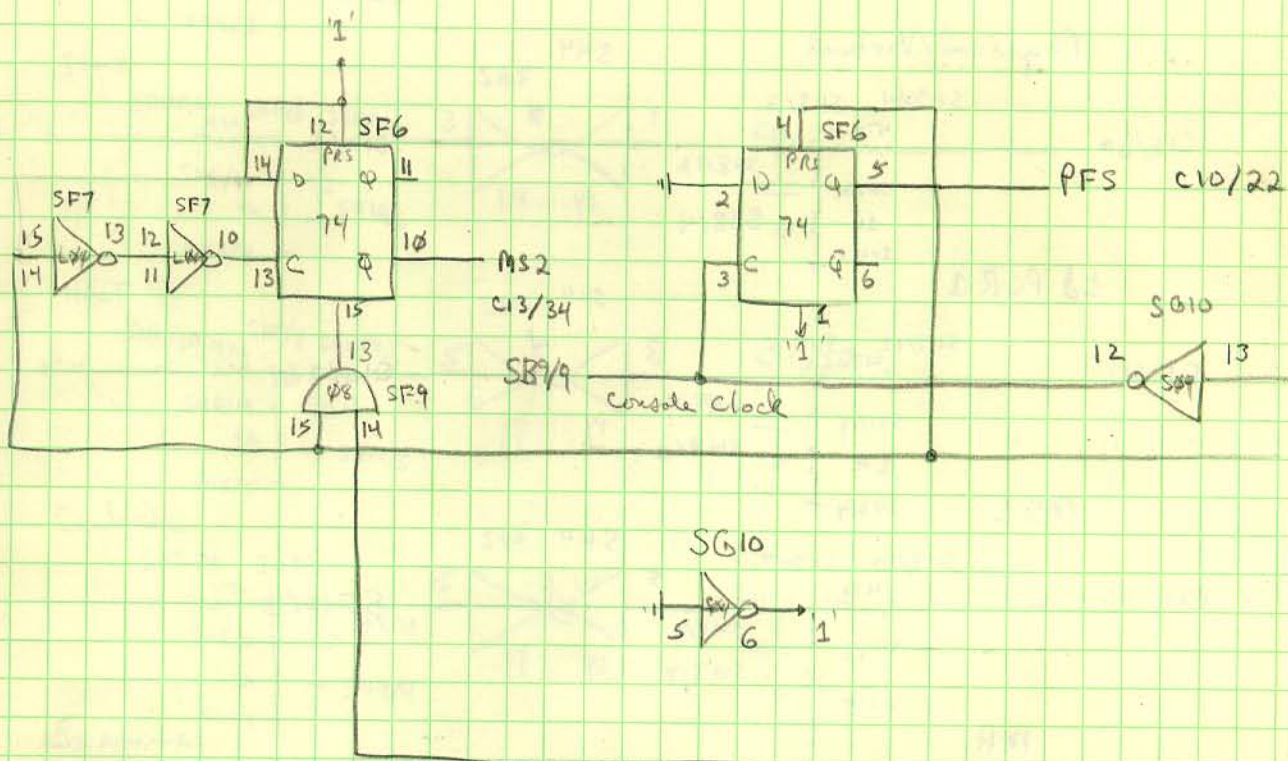 '1'
12 SF6
14 PRS 11
D Q
SF7 SF7
74
15 13 12 10 10
14 11 13 C Q̅ MS2
C13/34
15
13
08 SF9
15 14
4 SF6
PRS
D Q 5 PFS C10/22
2
74
3 C Q̅ 6
1
'1'
SB9/9
Console Clock
SG10
12 13
SG10
5 6 '1'